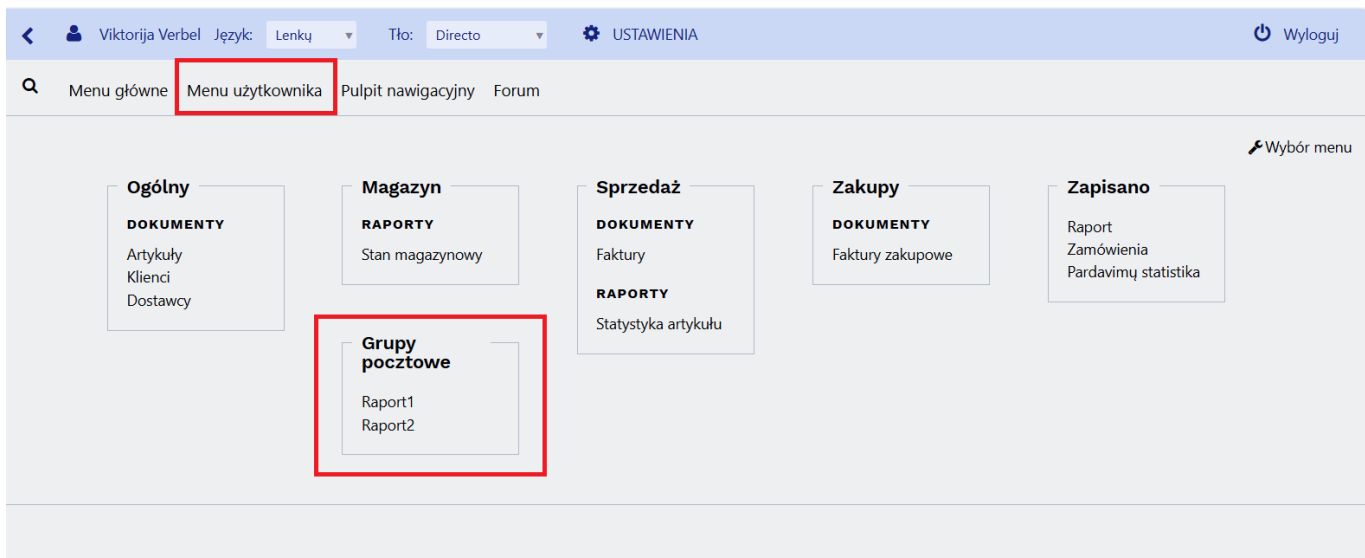 Viktorija Verbel Język: Lenkų Tło: Directo USTAWIENIA Wyloguj
Menu główne Menu użytkownika Pulpit nawigacyjny Forum
Wybór menu
Ogólny
DOKUMENTY
Artykuły
Klienci
Dostawcy
Magazyn
RAPORTY
Stan magazynowy
Grupy
pocztowe
Raport1
Raport2
Sprzedaż
DOKUMENTY
Faktury
RAPORTY
Statystyka artykułu
Zakupy
DOKUMENTY
Faktury zakupowe
Zapisano
Raport
Zamówienia
Pardavimų statistika